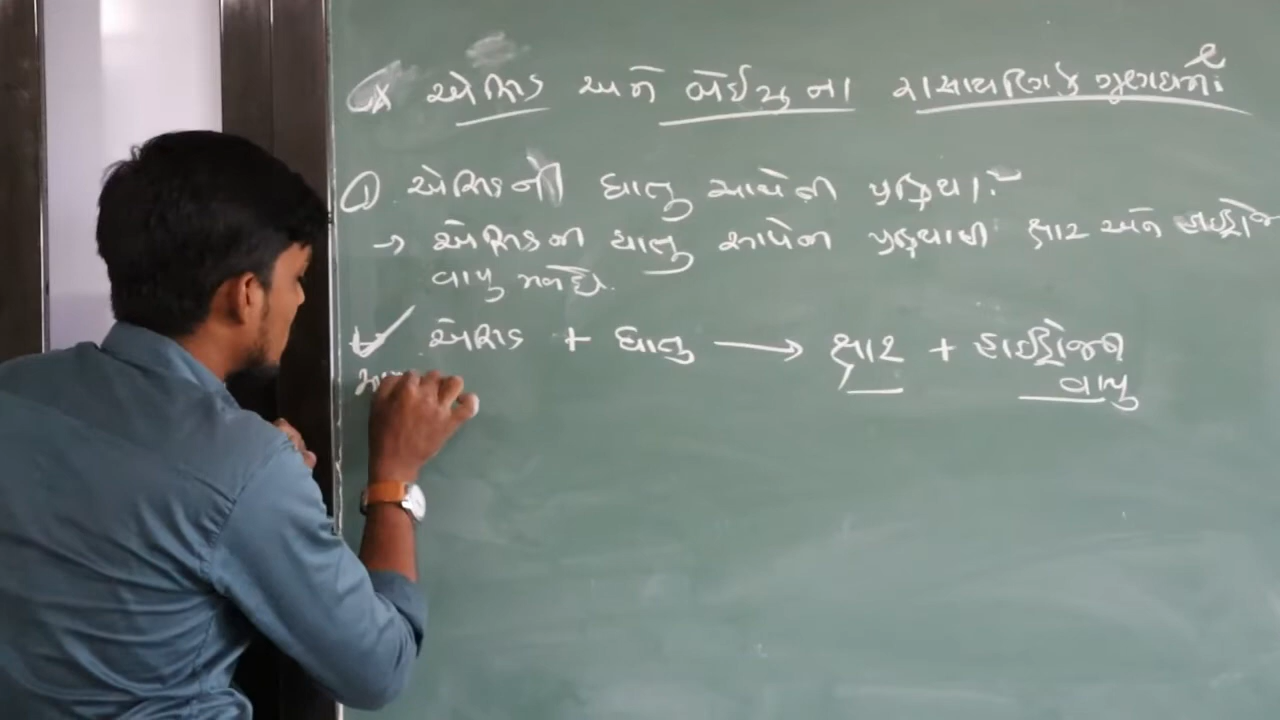 એસિડ અને બેઈઝ ના રાસાયણિક ગુણધર્મો:
① એસિડની ધાતુ સાથેની પ્રક્રિયા :-
→ એસિડની ધાતુ સાથેની પ્રક્રિયાથી ક્ષાર અને હાઈડ્રોજન
વાયુ મળે છે.
એસિડ + ધાતુ ⟶ ક્ષાર + હાઈડ્રોજન
વાયુ